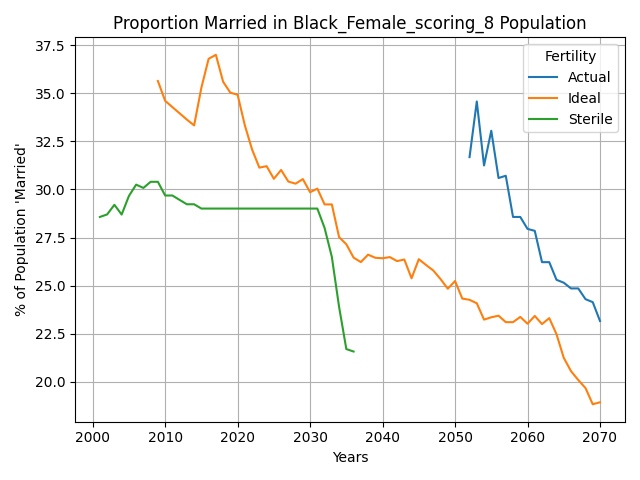 Proportion Married in Black_Female_scoring_8 Population
% of Population 'Married'
37.5
35.0
32.5
30.0
27.5
25.0
22.5
20.0
Fertility
Actual
Ideal
Sterile
2000 2010 2020 2030 2040 2050 2060 2070
Years